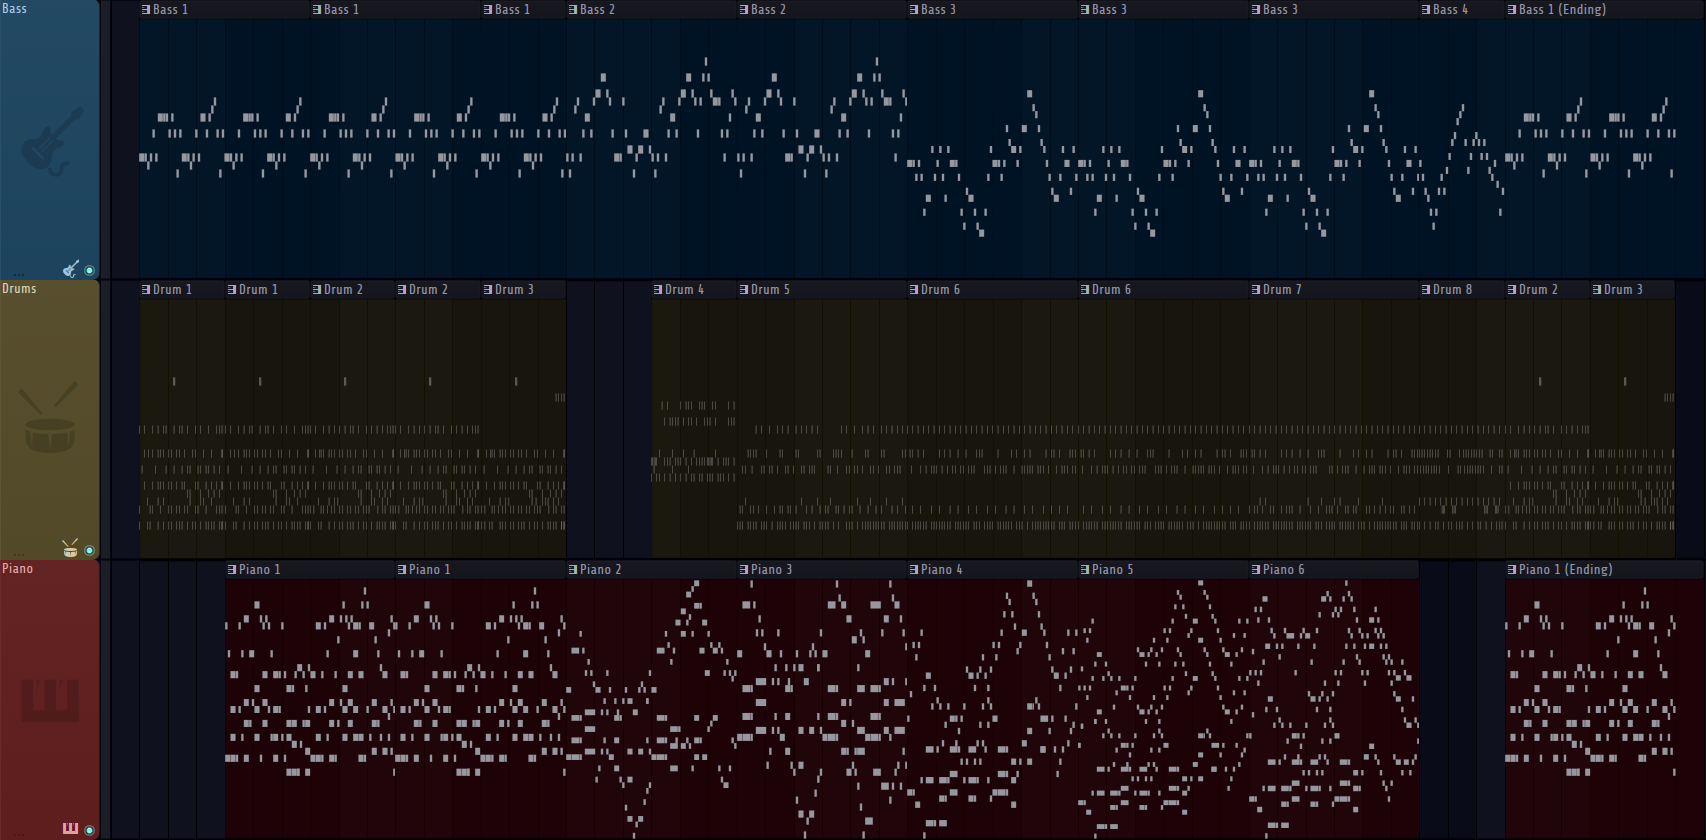 Bass
Bass 1
Bass 1
Bass 1
Bass 2
Bass 2
Bass 3
Bass 3
Bass 3
Bass 4
Bass 1 (Ending)
...
Drums
Drum 1
Drum 1
Drum 2
Drum 2
Drum 3
Drum 4
Drum 5
Drum 6
Drum 6
Drum 7
Drum 8
Drum 2
Drum 3
...
Piano
Piano 1
Piano 1
Piano 2
Piano 3
Piano 4
Piano 5
Piano 6
Piano 1 (Ending)
...